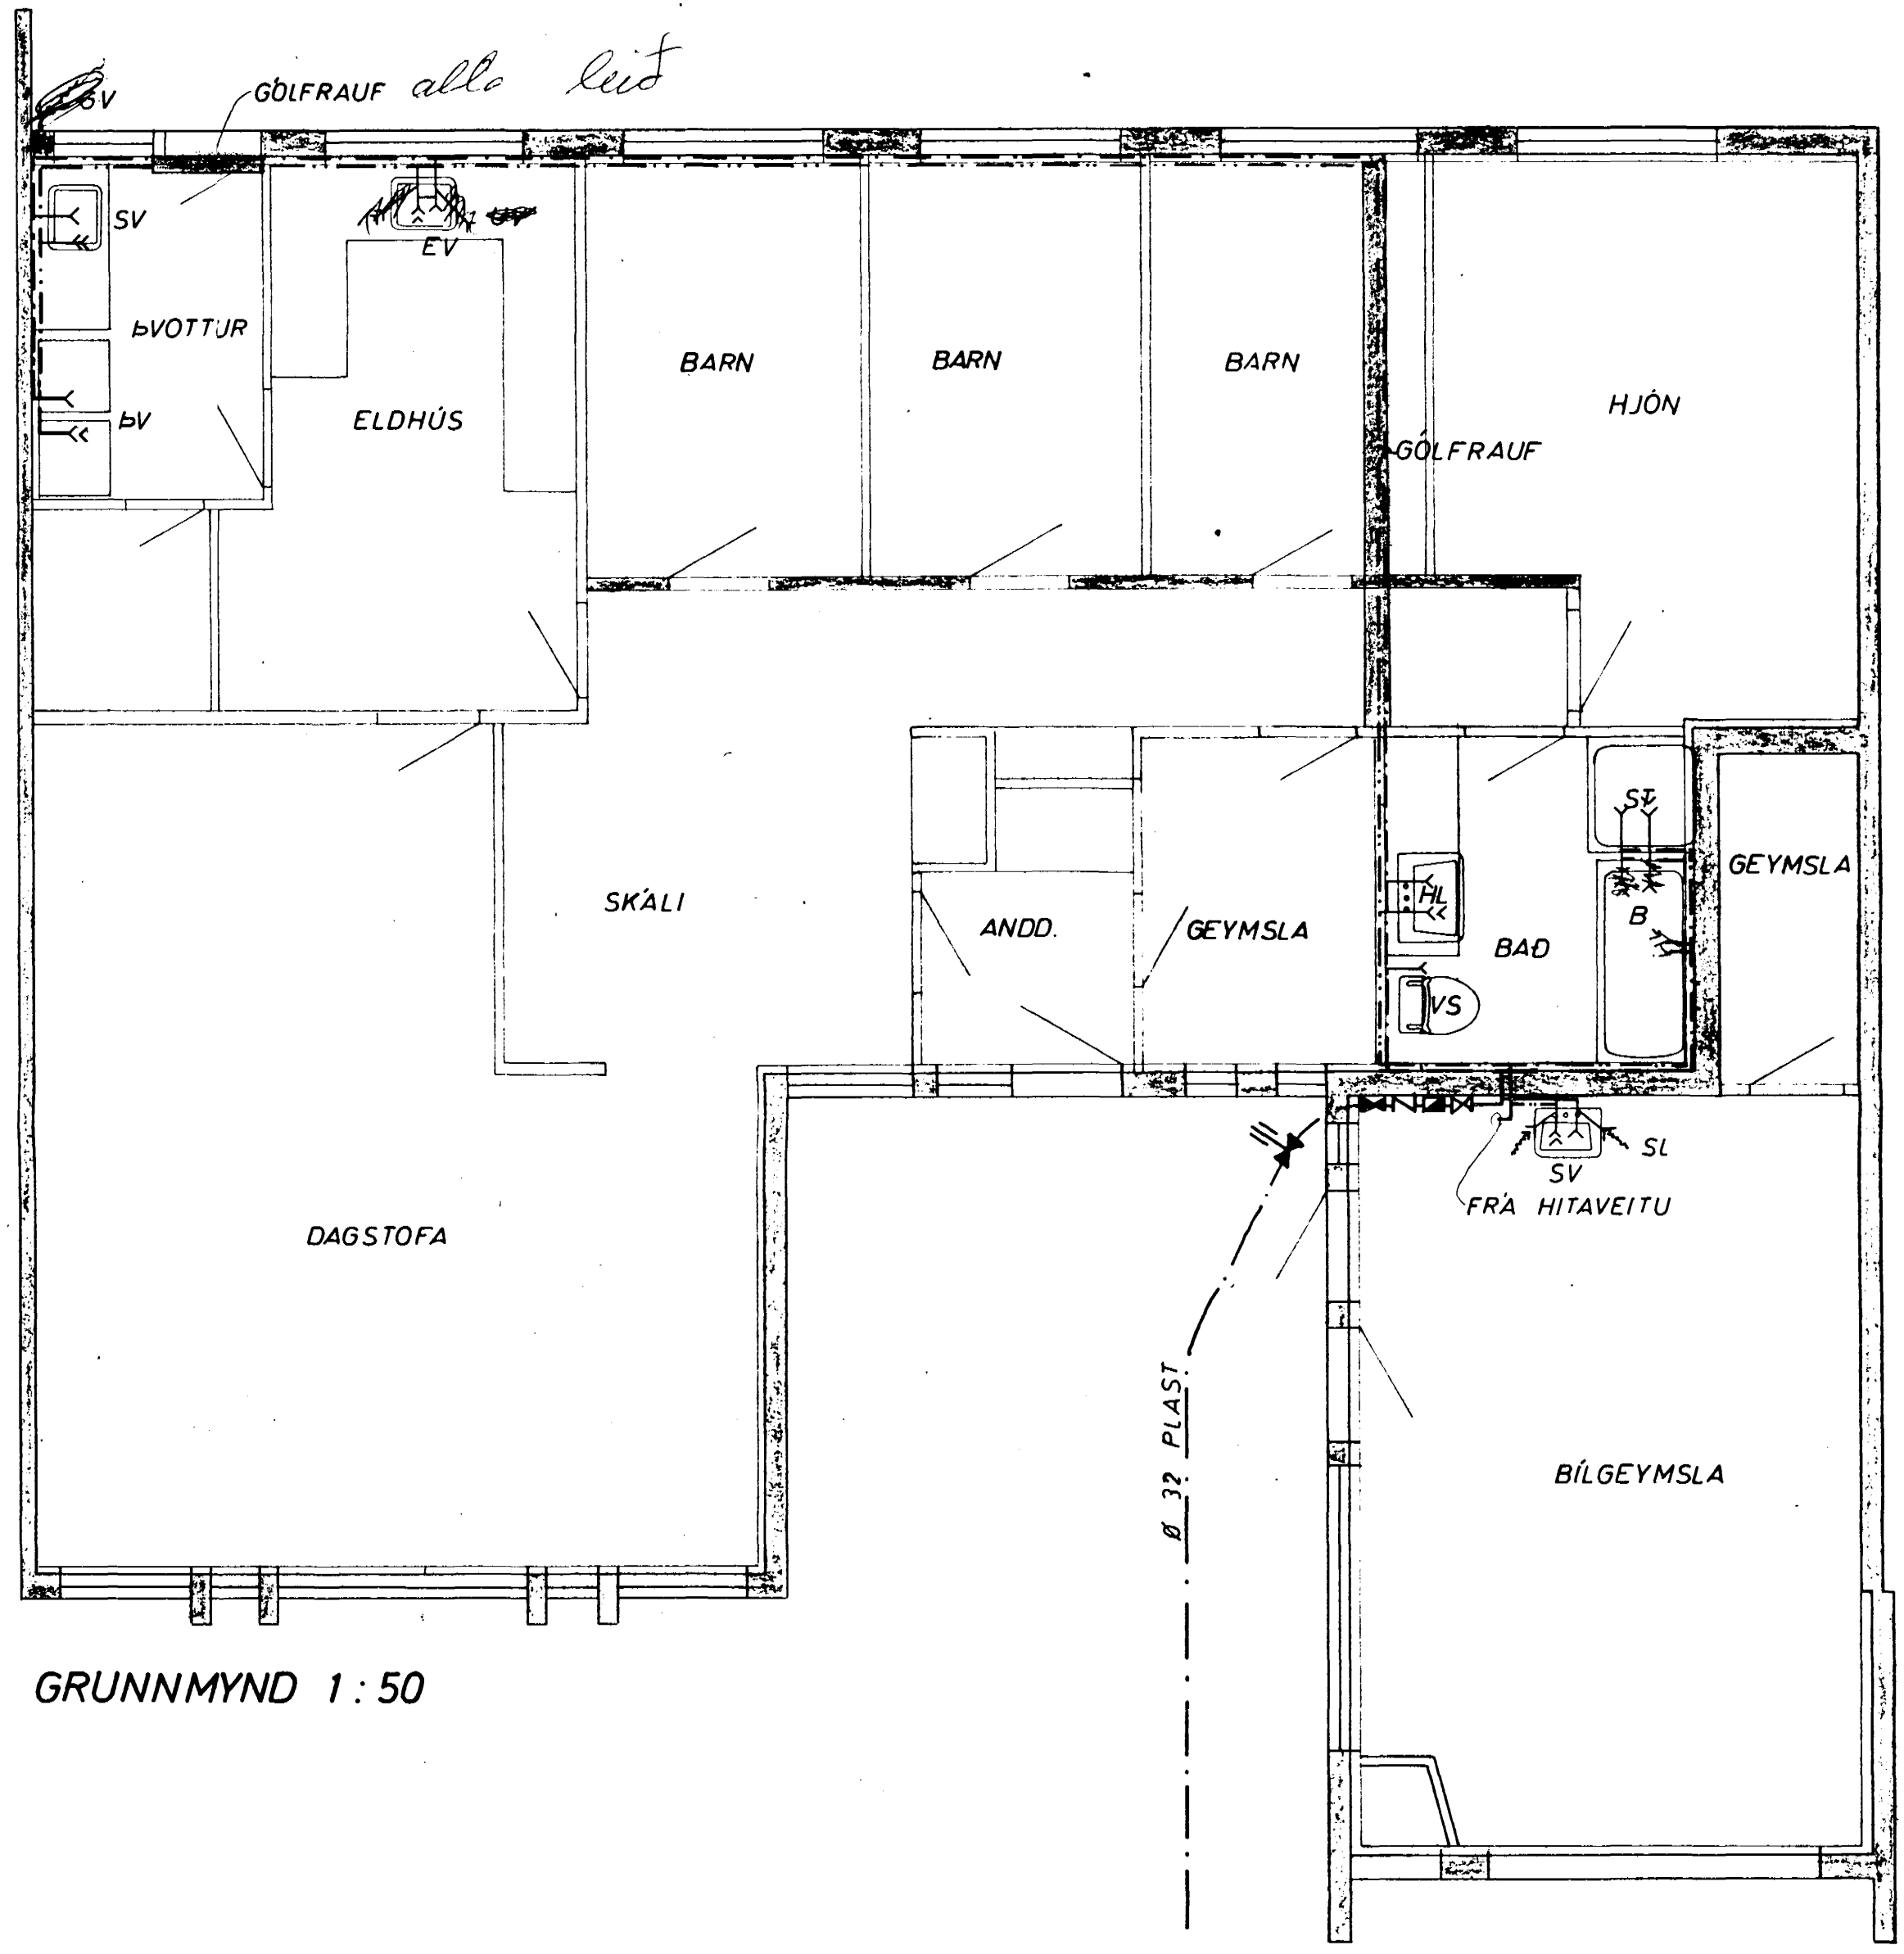 GÓLFRAUF alla leið
SV
EV
ÞVOTTUR
BARN
BARN
BARN
HJÓN
ÞV
ELDHÚS
GÓLFRAUF
ST
GEYMSLA
SKÁLI
HL
B
ANDD.
GEYMSLA
BAÐ
VS
SL
SV
FRÁ HITAVEITU
DAGSTOFA
Ø 32 PLAST
BÍLGEYMSLA
GRUNNMYND 1:50